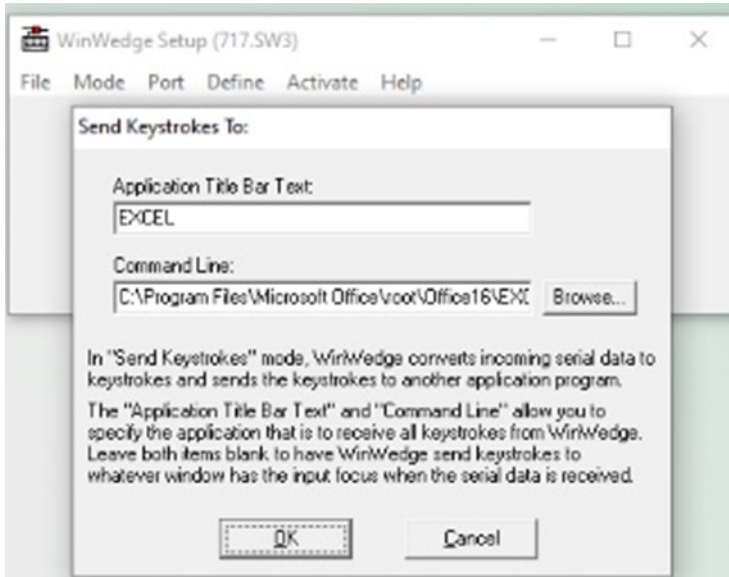 WinWedge Setup (717.SW3)
File Mode Port Define Activate Help
Send Keystrokes To:
Application Title Bar Text:
EXCEL
Command Line:
C:\Program Files\Microsoft Office\root\Office16\EXC
Browse...
In "Send Keystrokes" mode, WinWedge converts incoming serial data to
keystrokes and sends the keystrokes to another application program.
The "Application Title Bar Text" and "Command Line" allow you to
specify the application that is to receive all keystrokes from WinWedge.
Leave both items blank to have WinWedge send keystrokes to
whatever window has the input focus when the serial data is received.
OK Cancel